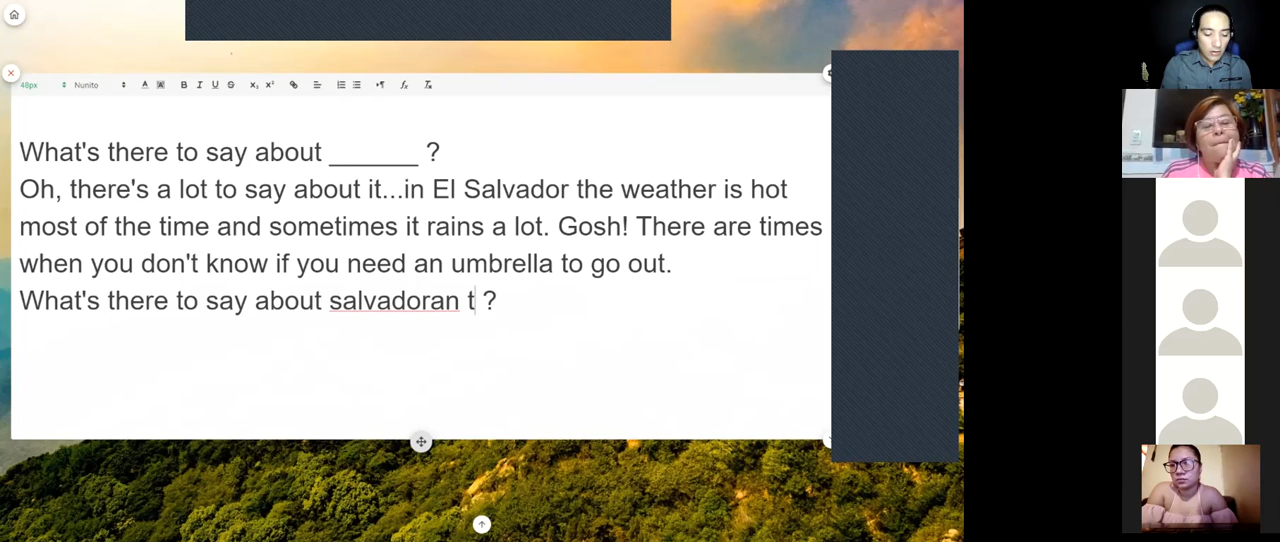 48px Nunito
What's there to say about ______ ?
Oh, there's a lot to say about it...in El Salvador the weather is hot
most of the time and sometimes it rains a lot. Gosh! There are times
when you don't know if you need an umbrella to go out.
What's there to say about salvadoran t ?